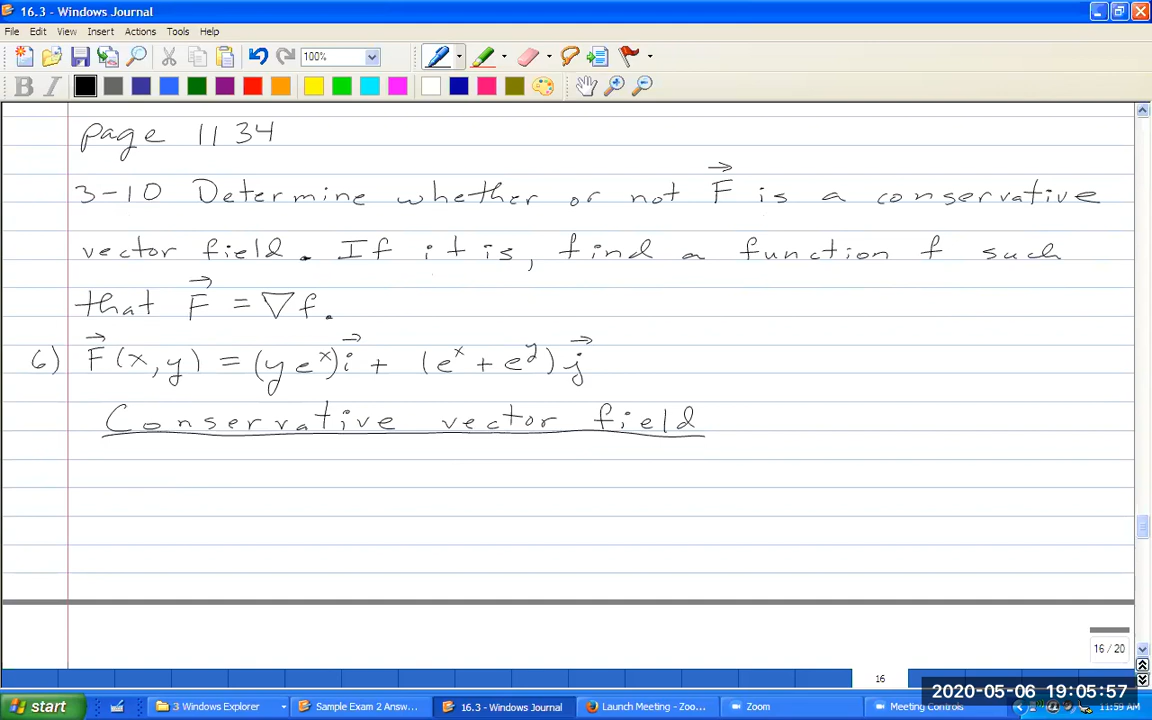 16.3 - Windows Journal
File Edit View Insert Actions Tools Help
100%
B I
page 1134
3-10 Determine whether or not F⃗ is a conservative
vector field. If it is, find a function f such
that F⃗ = ∇f.
6) F⃗(x,y) = (ye^x)i⃗ + (e^x + e^y)j⃗
Conservative vector field
16 / 20
16
2020-05-06 19:05:57
start 3 Windows Explorer Sample Exam 2 Answ... 16.3 - Windows Journal Launch Meeting - Zoo... Zoom Meeting Controls 11:59 AM